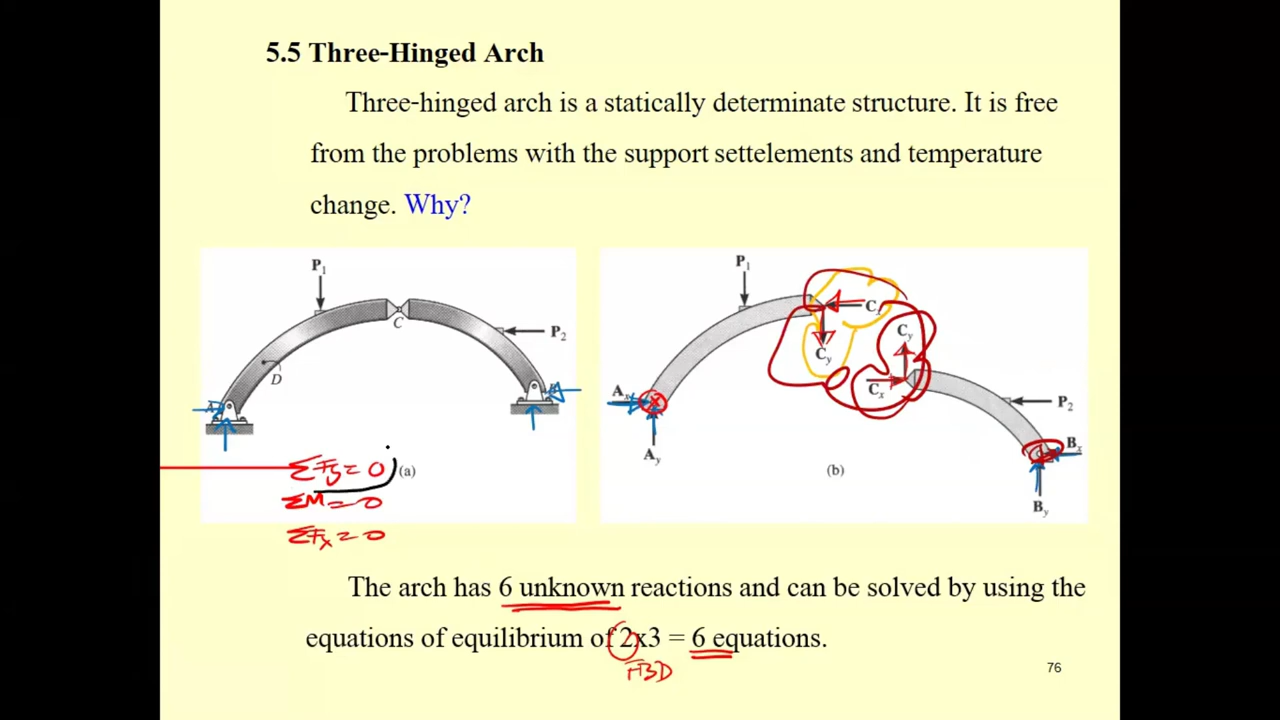 5.5 Three-Hinged Arch
Three-hinged arch is a statically determinate structure. It is free
from the problems with the support settelements and temperature
change. Why?
P1
C
P2
D
A
ΣFy = 0
(a)
ΣM = 0
ΣFx = 0
P1
Cx
Cy
Ax
Ay
Cy
Cx
P2
Bx
By
(b)
The arch has 6 unknown reactions and can be solved by using the
equations of equilibrium of 2x3 = 6 equations.
FBD
76